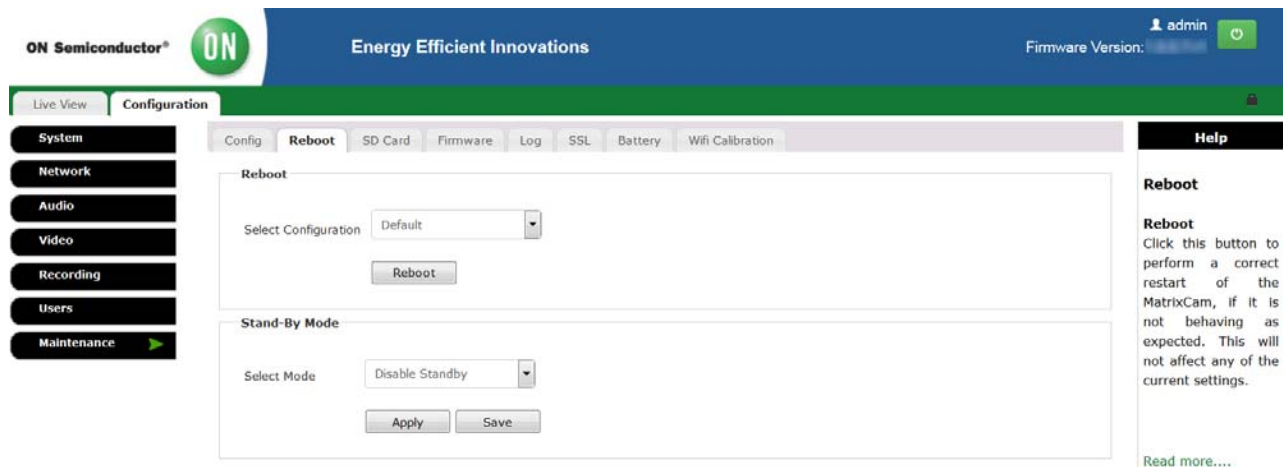 ON Semiconductor®
ON
Energy Efficient Innovations
admin
Firmware Version:
Live View
Configuration
System
Network
Audio
Video
Recording
Users
Maintenance
Config
Reboot
SD Card
Firmware
Log
SSL
Battery
Wifi Calibration
Reboot
Select Configuration
Default
Reboot
Stand-By Mode
Select Mode
Disable Standby
Apply
Save
Help
Reboot
Reboot
Click this button to
perform a correct
restart of the
MatrixCam, if it is
not behaving as
expected. This will
not affect any of the
current settings.
Read more....